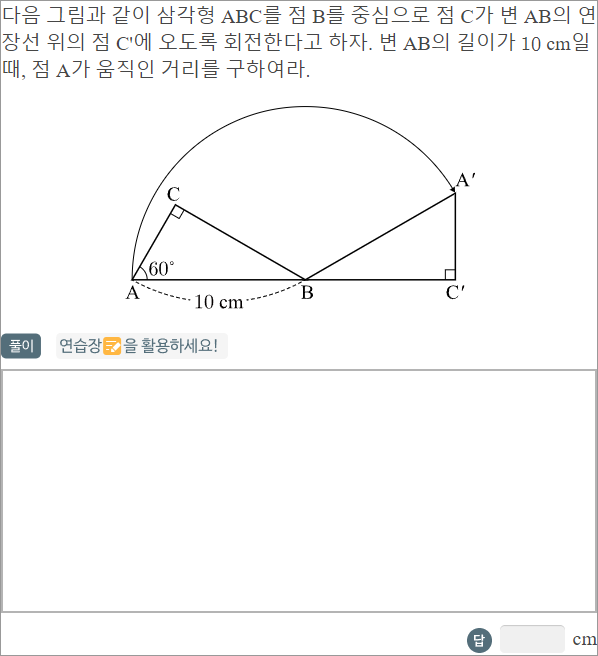 다음 그림과 같이 삼각형 ABC를 점 B를 중심으로 점 C가 변 AB의 연
장선 위의 점 C'에 오도록 회전한다고 하자. 변 AB의 길이가 10 cm일
때, 점 A가 움직인 거리를 구하여라.
A′
C
60°
A
B
C′
10 cm
풀이
연습장을 활용하세요!
답
cm